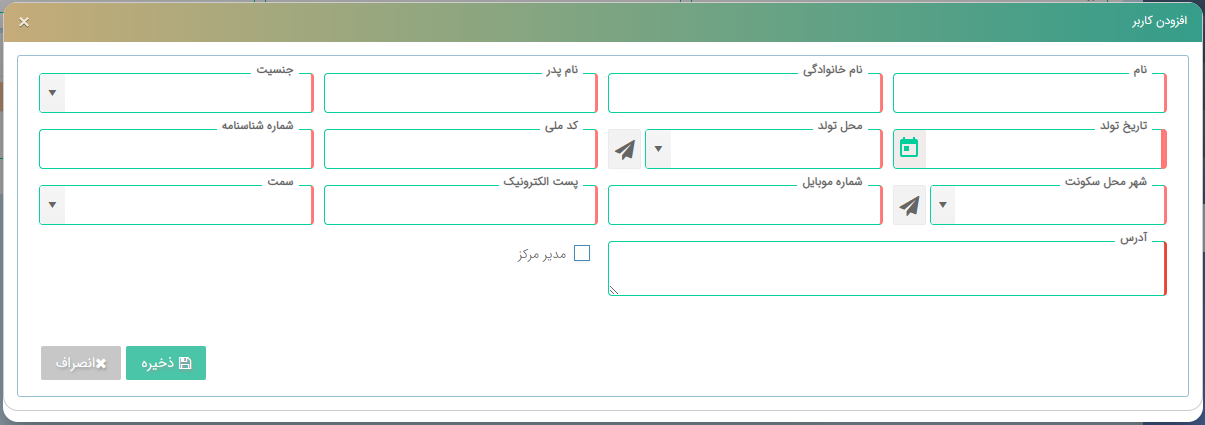 افزودن کاربر
نام نام خانوادگی نام پدر جنسیت
تاریخ تولد محل تولد کد ملی شماره شناسنامه
شهر محل سکونت شماره موبایل پست الکترونیک سمت
آدرس مدیر مرکز
ذخیره انصراف